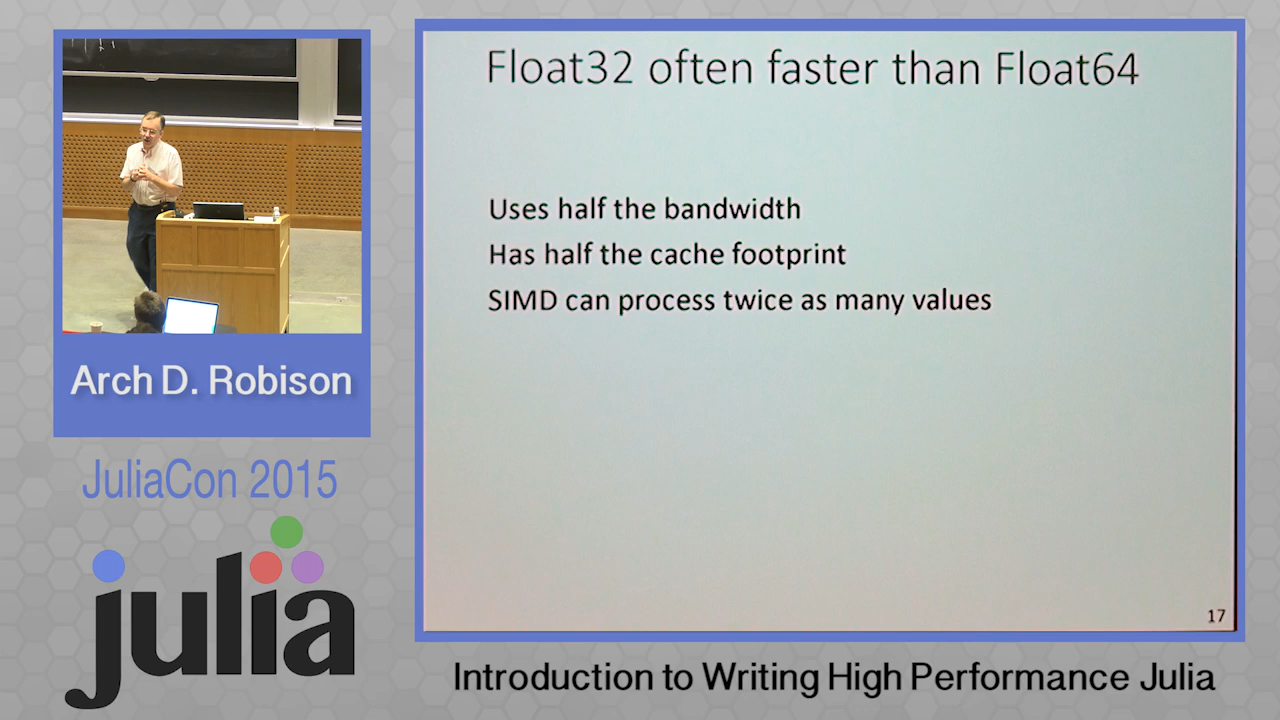 Float32 often faster than Float64
Uses half the bandwidth
Has half the cache footprint
SIMD can process twice as many values
17
Arch D. Robison
JuliaCon 2015
julia
Introduction to Writing High Performance Julia